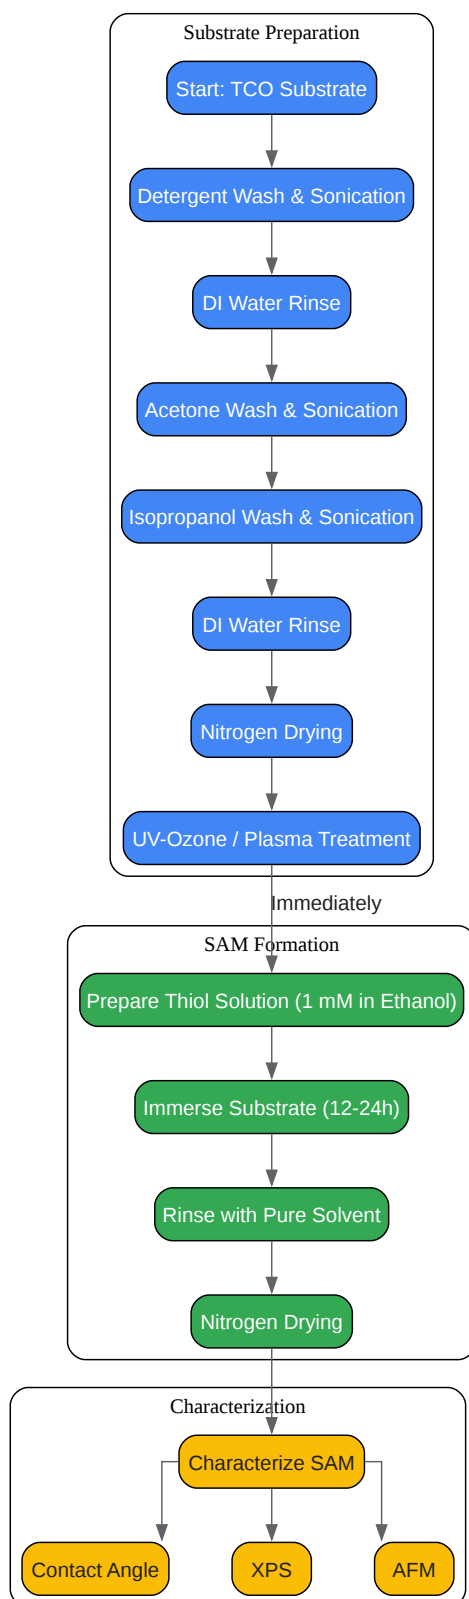 Substrate Preparation
Start: TCO Substrate
Detergent Wash & Sonication
DI Water Rinse
Acetone Wash & Sonication
Isopropanol Wash & Sonication
DI Water Rinse
Nitrogen Drying
UV-Ozone / Plasma Treatment
Immediately
SAM Formation
Prepare Thiol Solution (1 mM in Ethanol)
Immerse Substrate (12-24h)
Rinse with Pure Solvent
Nitrogen Drying
Characterization
Characterize SAM
Contact Angle
XPS
AFM